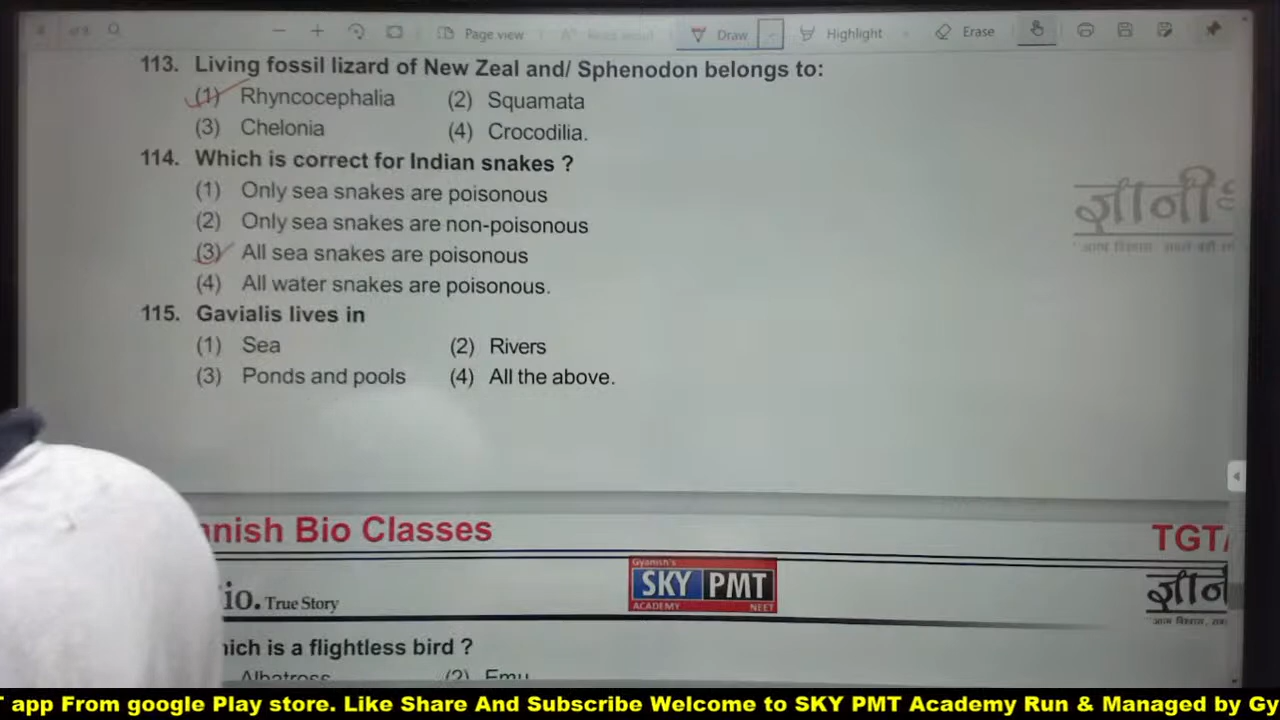 Page view
Draw
Highlight
Erase
113. Living fossil lizard of New Zeal and/ Sphenodon belongs to:
(1) Rhyncocephalia (2) Squamata
(3) Chelonia (4) Crocodilia.
114. Which is correct for Indian snakes ?
(1) Only sea snakes are poisonous
(2) Only sea snakes are non-poisonous
(3) All sea snakes are poisonous
(4) All water snakes are poisonous.
ज्ञानी
115. Gavialis lives in
(1) Sea (2) Rivers
(3) Ponds and pools (4) All the above.
nish Bio Classes
TGT/
io. True Story
Gyanish's
SKY PMT
ACADEMY NEET
ज्ञानी
hich is a flightless bird ?
Albatross (2) Emu
T app From google Play store. Like Share And Subscribe Welcome to SKY PMT Academy Run & Managed by Gy